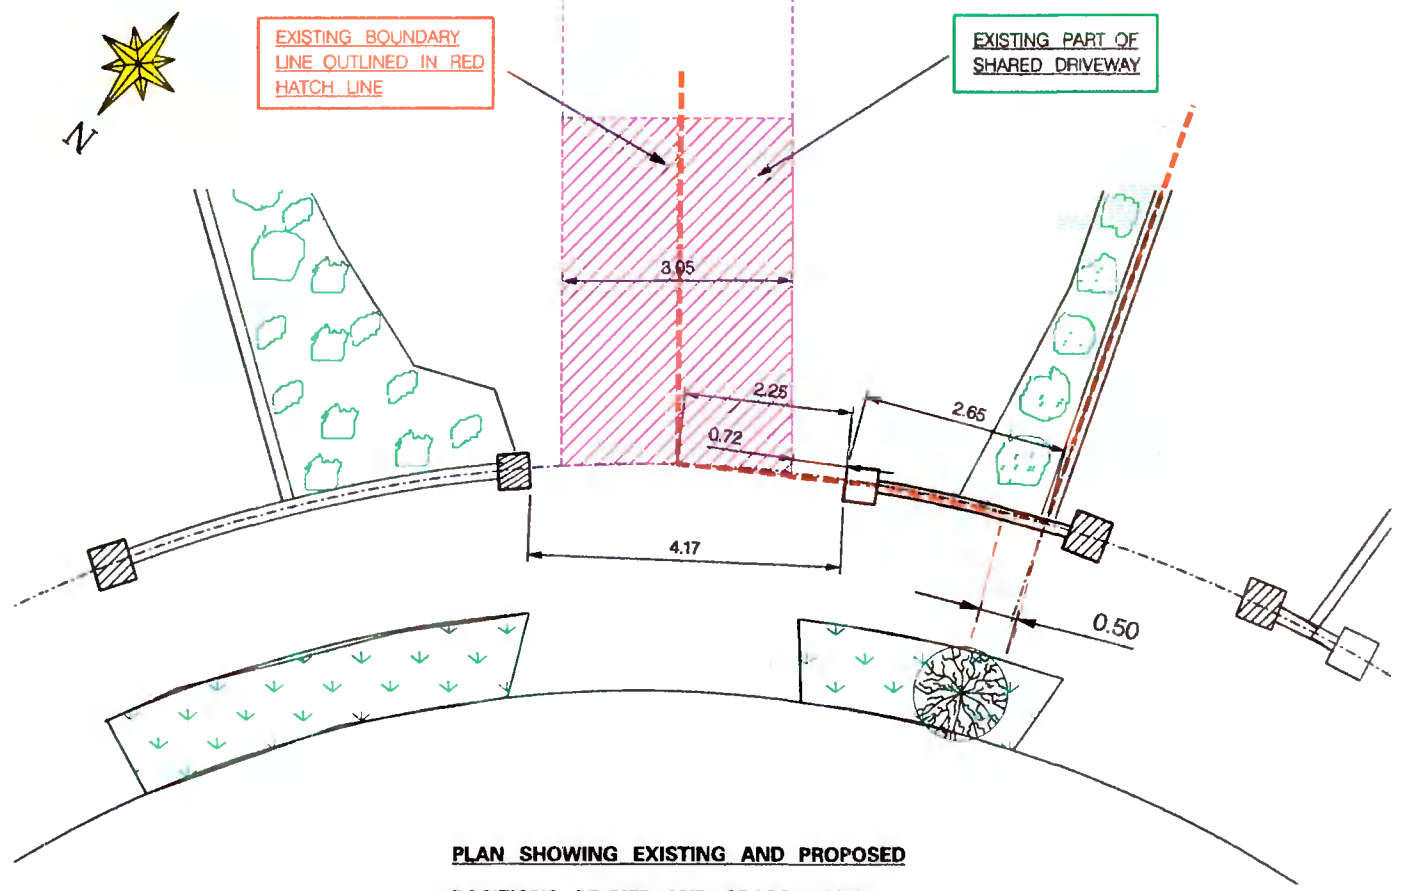 EXISTING BOUNDARY
LINE OUTLINED IN RED
HATCH LINE
EXISTING PART OF
SHARED DRIVEWAY
N
3.05
2.25
2.65
0.72
4.17
0.50
PLAN SHOWING EXISTING AND PROPOSED